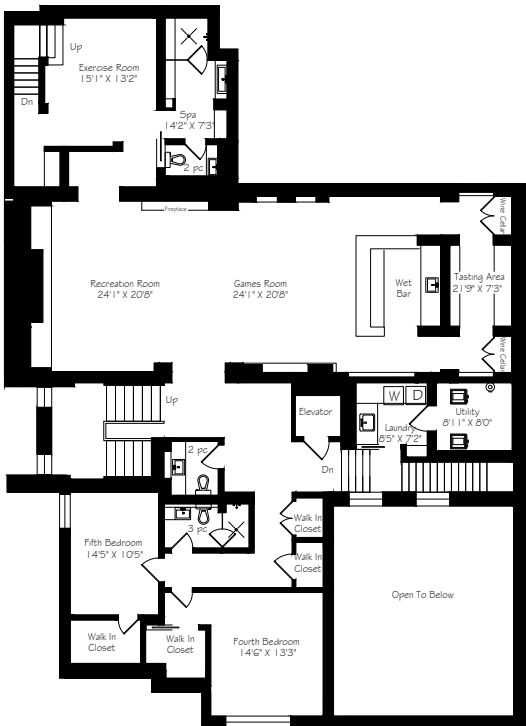 Up
Exercise Room
15'1" X 13'2"
Dn
Spa
14'2" X 7'3"
2 pc
Fireplace
Wine Cellar
Recreation Room
24'1" X 20'8"
Games Room
24'1" X 20'8"
Wet
Bar
Tasting Area
21'9" X 7'3"
Wine Cellar
Up
Elevator
W
D
Laundry
8'5" X 7'2"
Utility
8'11" X 8'0"
2 pc
Dn
3 pc
Walk In
Closet
Fifth Bedroom
14'5" X 10'5"
Walk In
Closet
Open To Below
Walk In
Closet
Walk In
Closet
Fourth Bedroom
14'6" X 13'3"